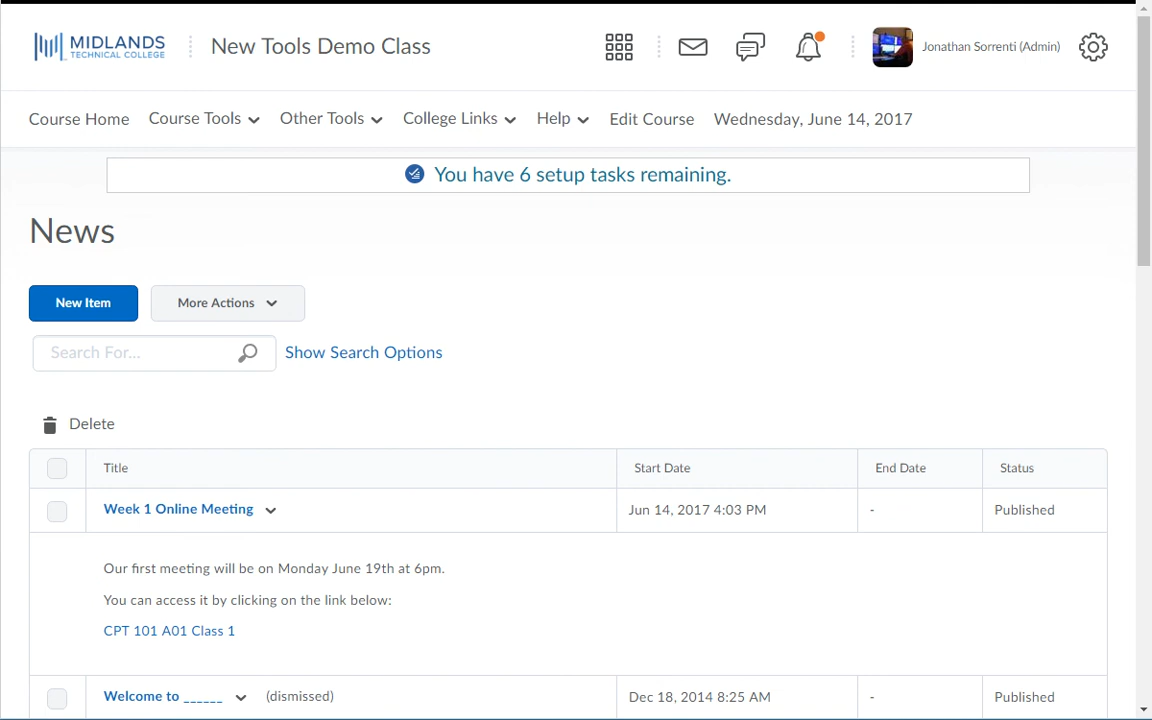 MIDLANDS
TECHNICAL COLLEGE
New Tools Demo Class
Jonathan Sorrenti (Admin)
Course Home Course Tools Other Tools College Links Help Edit Course Wednesday, June 14, 2017
You have 6 setup tasks remaining.
News
New Item More Actions
Search For... Show Search Options
Delete
Title Start Date End Date Status
Week 1 Online Meeting Jun 14, 2017 4:03 PM - Published
Our first meeting will be on Monday June 19th at 6pm.
You can access it by clicking on the link below:
CPT 101 A01 Class 1
Welcome to ______ (dismissed) Dec 18, 2014 8:25 AM - Published